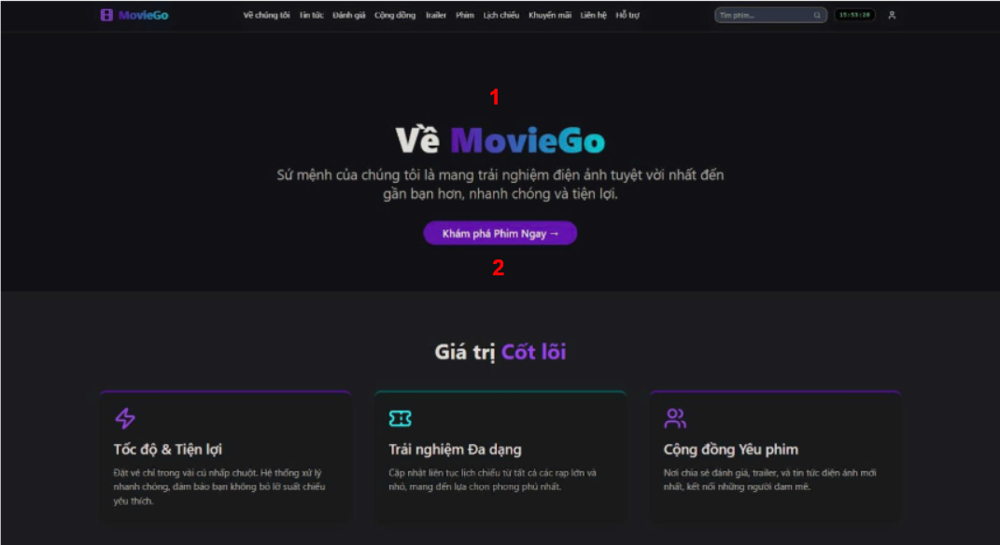 MovieGo
Về chúng tôi Tin tức Đánh giá Cộng đồng Trailer Phim Lịch chiếu Khuyến mãi Liên hệ Hỗ trợ
Tìm phim...
15:53:28
1
Về MovieGo
Sứ mệnh của chúng tôi là mang trải nghiệm điện ảnh tuyệt vời nhất đến
gần bạn hơn, nhanh chóng và tiện lợi.
Khám phá Phim Ngay →
2
Giá trị Cốt lõi
Tốc độ & Tiện lợi
Đặt vé chỉ trong vài cú nhấp chuột. Hệ thống xử lý
nhanh chóng, đảm bảo bạn không bỏ lỡ suất chiếu
yêu thích.
Trải nghiệm Đa dạng
Cập nhật liên tục lịch chiếu từ tất cả các rạp lớn và
nhỏ, mang đến lựa chọn phong phú nhất.
Cộng đồng Yêu phim
Nơi chia sẻ đánh giá, trailer, và tin tức điện ảnh mới
nhất, kết nối những người đam mê.